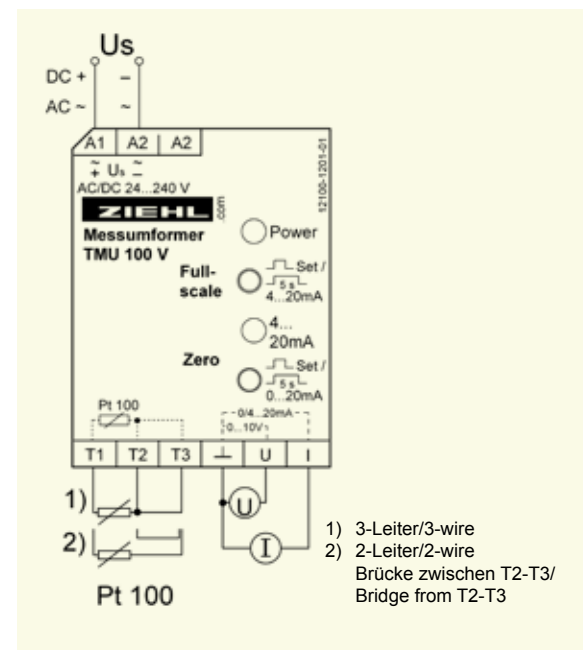 Us
DC + –
AC ~ ~
A1 A2 A2
~ Us ~
+ –
AC/DC 24...240 V
ZIEHL .com
12100-1201-01
Messumformer
TMU 100 V
Power
Full-
scale
Set /
5 s
4...20mA
4...
20mA
Zero
Set /
5 s
0...20mA
Pt 100
0/4...20mA
0...10V
T1 T2 T3 ⊥ U I
1)
U
2)
I
Pt 100
1) 3-Leiter/3-wire
2) 2-Leiter/2-wire
Brücke zwischen T2-T3/
Bridge from T2-T3